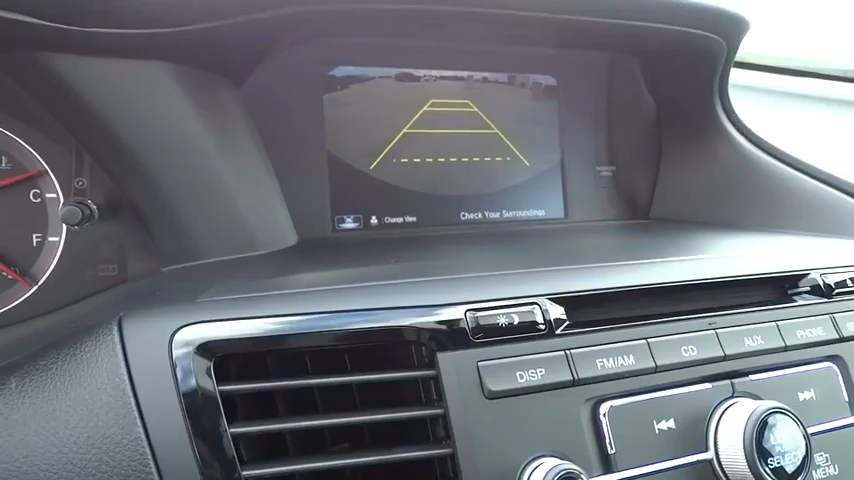 : Change View
Check Your Surroundings
C
F
DISP
FM/AM
CD
AUX
PHONE
SELECT
MENU